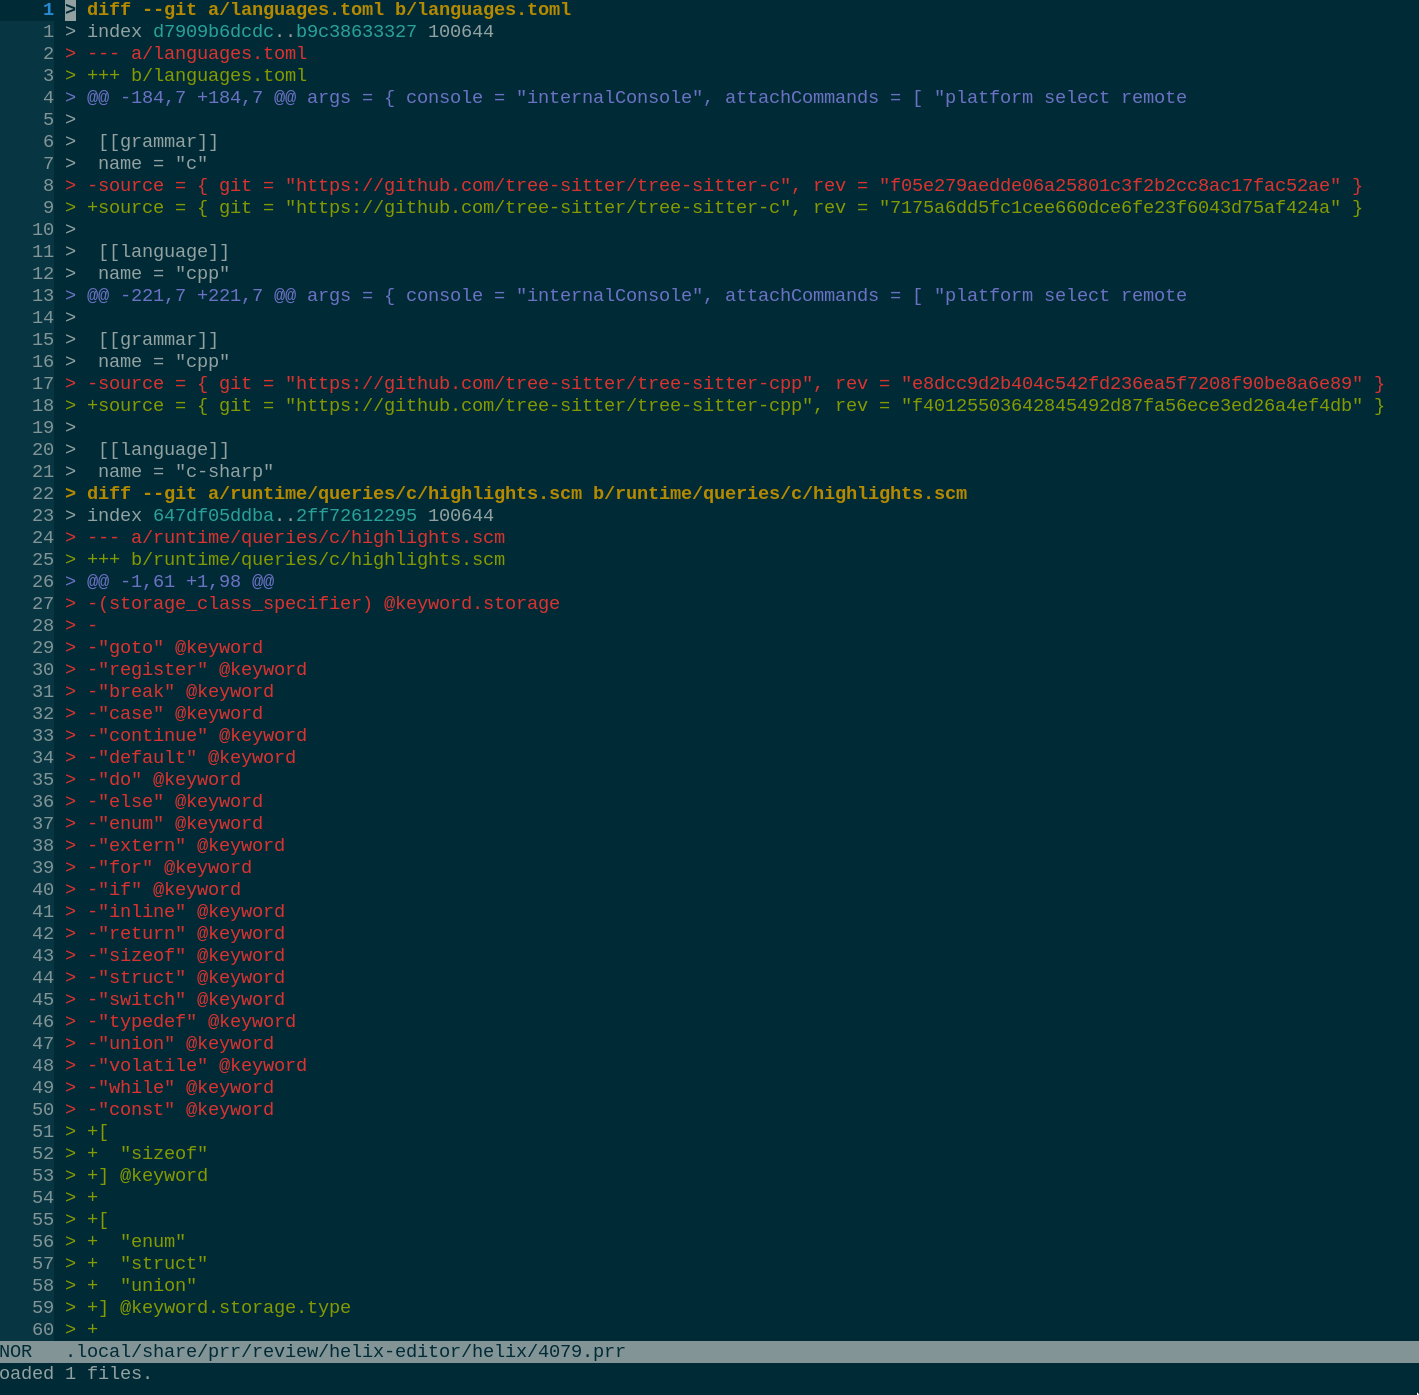 1 > diff --git a/languages.toml b/languages.toml
1 > index d7909b6dcdc..b9c38633327 100644
2 > --- a/languages.toml
3 > +++ b/languages.toml
4 > @@ -184,7 +184,7 @@ args = { console = "internalConsole", attachCommands = [ "platform select remote
5 >
6 >  [[grammar]]
7 >  name = "c"
8 > -source = { git = "https://github.com/tree-sitter/tree-sitter-c", rev = "f05e279aedde06a25801c3f2b2cc8ac17fac52ae" }
9 > +source = { git = "https://github.com/tree-sitter/tree-sitter-c", rev = "7175a6dd5fc1cee660dce6fe23f6043d75af424a" }
10 >
11 >  [[language]]
12 >  name = "cpp"
13 > @@ -221,7 +221,7 @@ args = { console = "internalConsole", attachCommands = [ "platform select remote
14 >
15 >  [[grammar]]
16 >  name = "cpp"
17 > -source = { git = "https://github.com/tree-sitter/tree-sitter-cpp", rev = "e8dcc9d2b404c542fd236ea5f7208f90be8a6e89" }
18 > +source = { git = "https://github.com/tree-sitter/tree-sitter-cpp", rev = "f40125503642845492d87fa56ece3ed26a4ef4db" }
19 >
20 >  [[language]]
21 >  name = "c-sharp"
22 > diff --git a/runtime/queries/c/highlights.scm b/runtime/queries/c/highlights.scm
23 > index 647df05ddba..2ff72612295 100644
24 > --- a/runtime/queries/c/highlights.scm
25 > +++ b/runtime/queries/c/highlights.scm
26 > @@ -1,61 +1,98 @@
27 > -(storage_class_specifier) @keyword.storage
28 > -
29 > -"goto" @keyword
30 > -"register" @keyword
31 > -"break" @keyword
32 > -"case" @keyword
33 > -"continue" @keyword
34 > -"default" @keyword
35 > -"do" @keyword
36 > -"else" @keyword
37 > -"enum" @keyword
38 > -"extern" @keyword
39 > -"for" @keyword
40 > -"if" @keyword
41 > -"inline" @keyword
42 > -"return" @keyword
43 > -"sizeof" @keyword
44 > -"struct" @keyword
45 > -"switch" @keyword
46 > -"typedef" @keyword
47 > -"union" @keyword
48 > -"volatile" @keyword
49 > -"while" @keyword
50 > -"const" @keyword
51 > +[
52 > +  "sizeof"
53 > +] @keyword
54 > +
55 > +[
56 > +  "enum"
57 > +  "struct"
58 > +  "union"
59 > +] @keyword.storage.type
60 > +
NOR   .local/share/prr/review/helix-editor/helix/4079.prr
oaded 1 files.